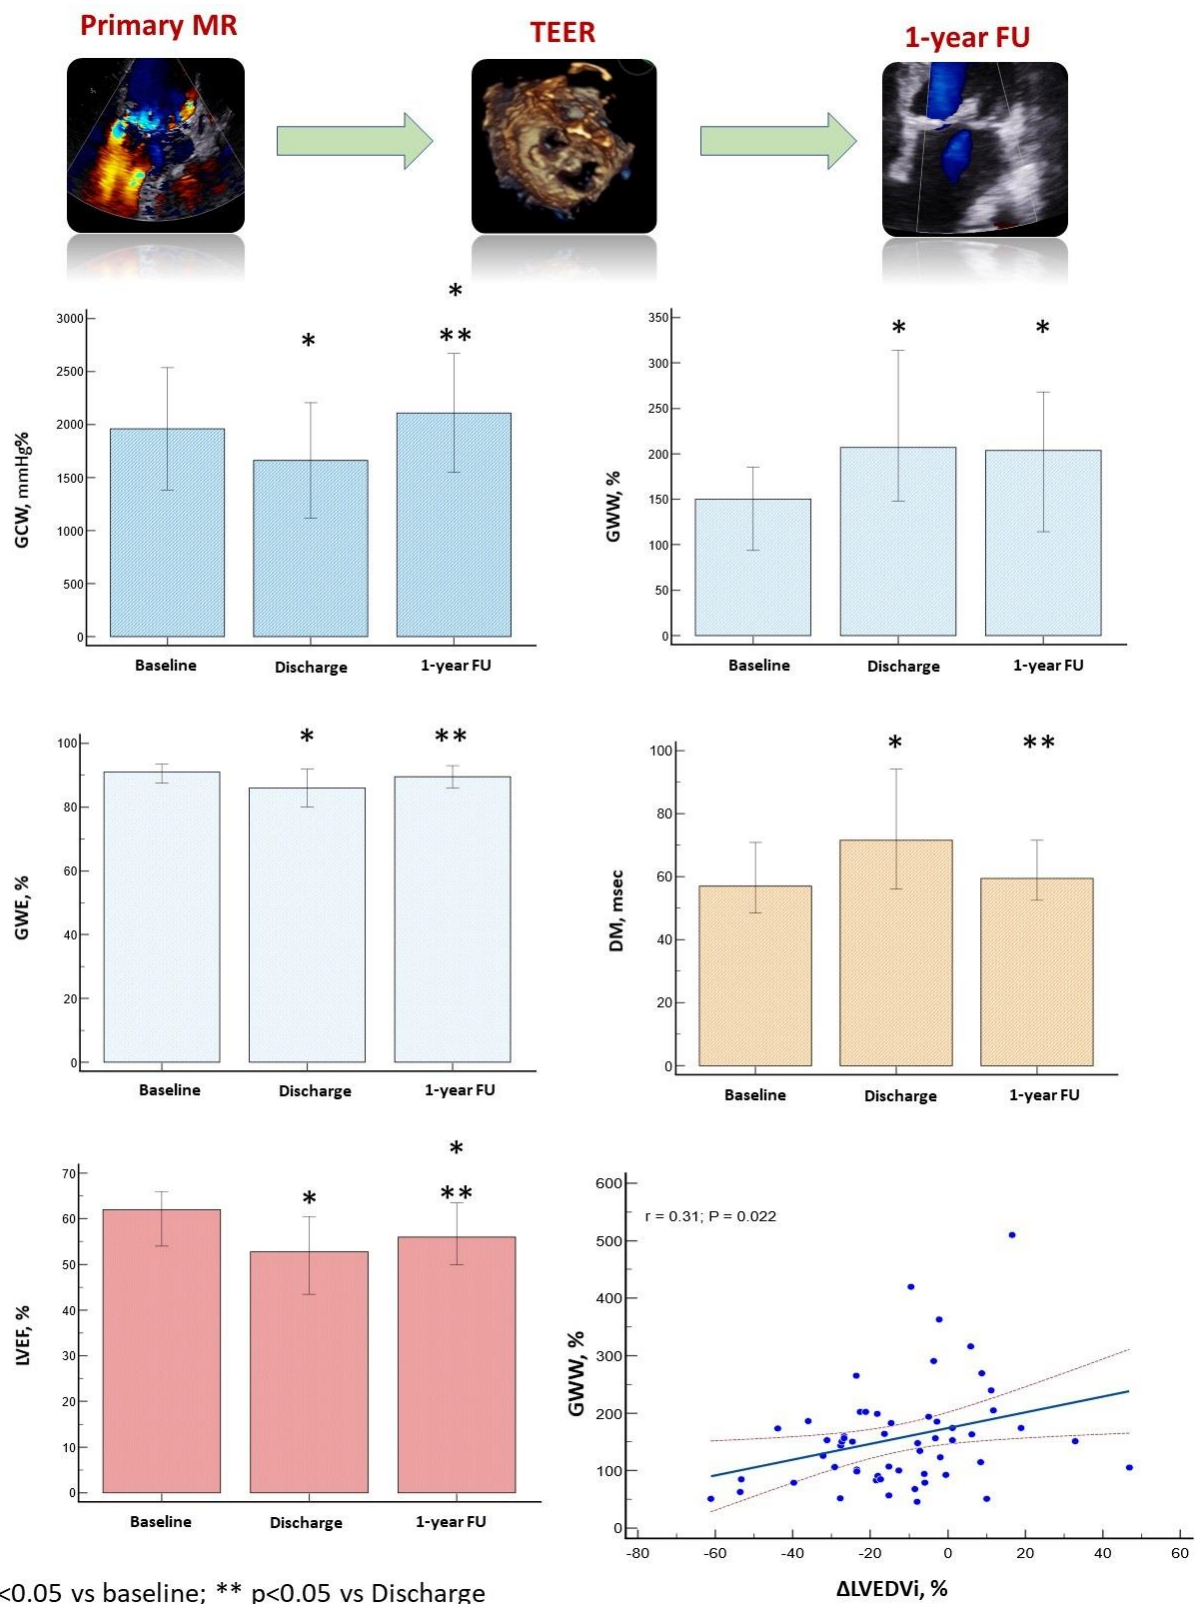 Primary MR
TEER
1-year FU
*
* **
GCW, mmHg%
3000
2500
2000
1500
1000
500
0
Baseline
Discharge
1-year FU
* *
GWW, %
350
300
250
200
150
100
50
0
Baseline
Discharge
1-year FU
* **
GWE, %
100
80
60
40
20
0
Baseline
Discharge
1-year FU
* **
DM, msec
100
80
60
40
20
0
Baseline
Discharge
1-year FU
*
* **
LVEF, %
70
60
50
40
30
20
10
0
Baseline
Discharge
1-year FU
r = 0.31; P = 0.022
GWW, %
600
500
400
300
200
100
0
-80 -60 -40 -20 0 20 40 60
ΔLVEDVi, %
<0.05 vs baseline; ** p<0.05 vs Discharge